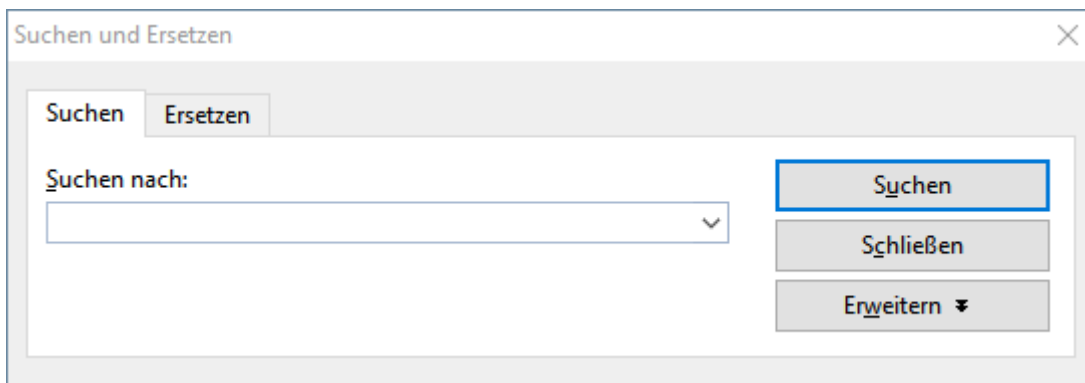 Suchen und Ersetzen
Suchen
Ersetzen
Suchen nach:
Suchen
Schließen
Erweitern